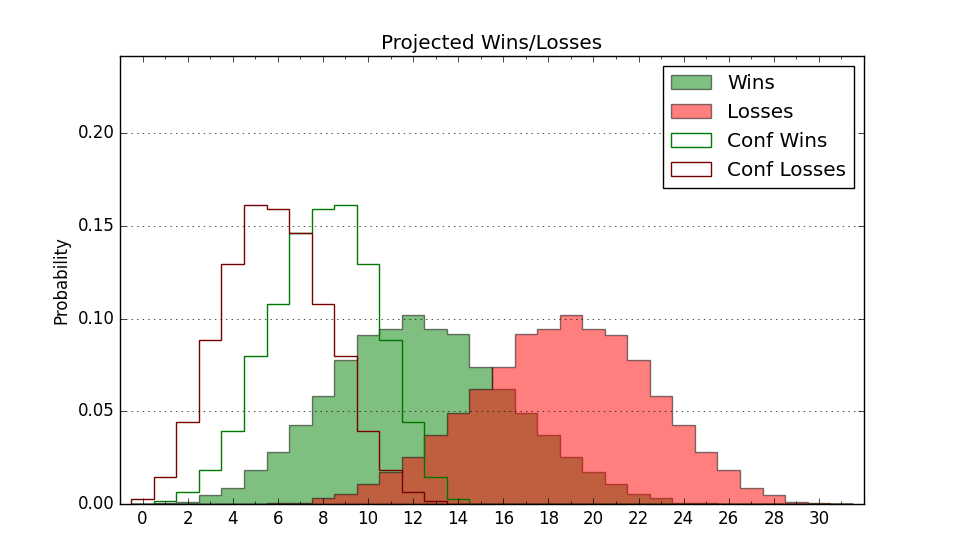 Projected Wins/Losses
Wins
Losses
Conf Wins
Conf Losses
Probability
0.20
0.15
0.10
0.05
0.00
0 2 4 6 8 10 12 14 16 18 20 22 24 26 28 30